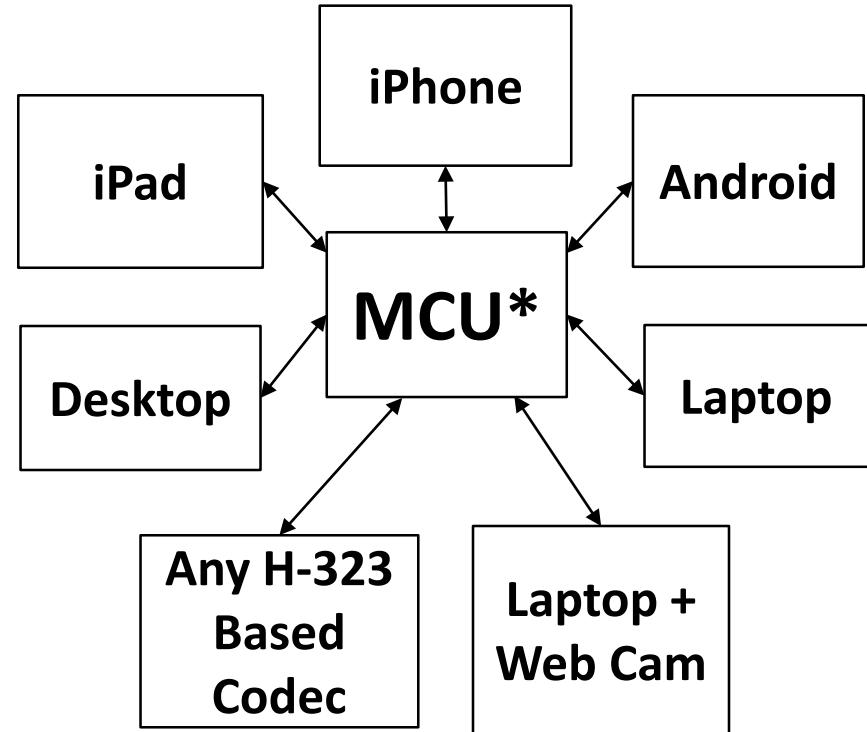 iPhone
iPad
Android
MCU*
Desktop
Laptop
Any H-323
Based
Codec
Laptop +
Web Cam